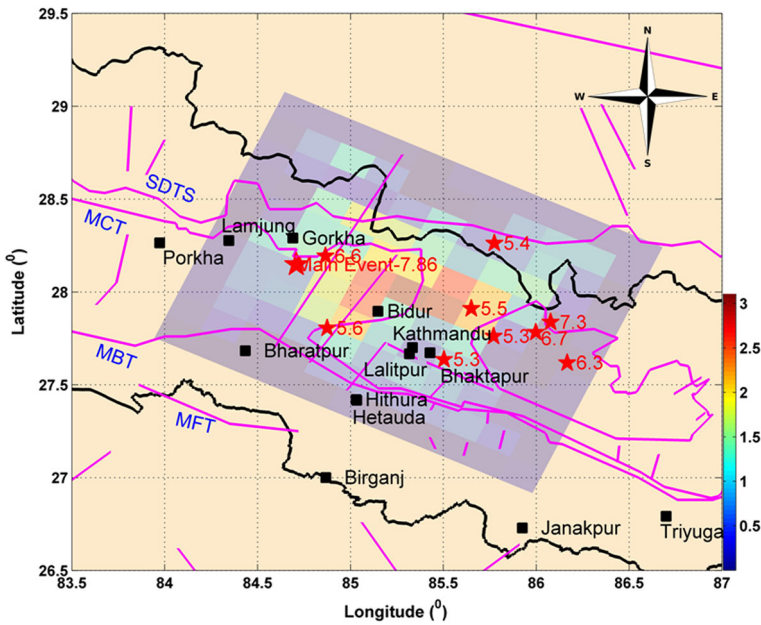 29.5
29
28.5
28
27.5
27
26.5
Latitude (⁰)
83.5 84 84.5 85 85.5 86 86.5 87
Longitude (⁰)
N
W E
S
SDTS
MCT
MBT
MFT
Lamjung
Gorkha
Porkha
6.6
Main Event-7.86
5.4
5.5
7.3
6.7
5.3
6.3
5.6
5.3
Bidur
Kathmandu
Bharatpur
Lalitpur
Bhaktapur
Hithura
Hetauda
Birganj
Janakpur
Triyuga
3
2.5
2
1.5
1
0.5